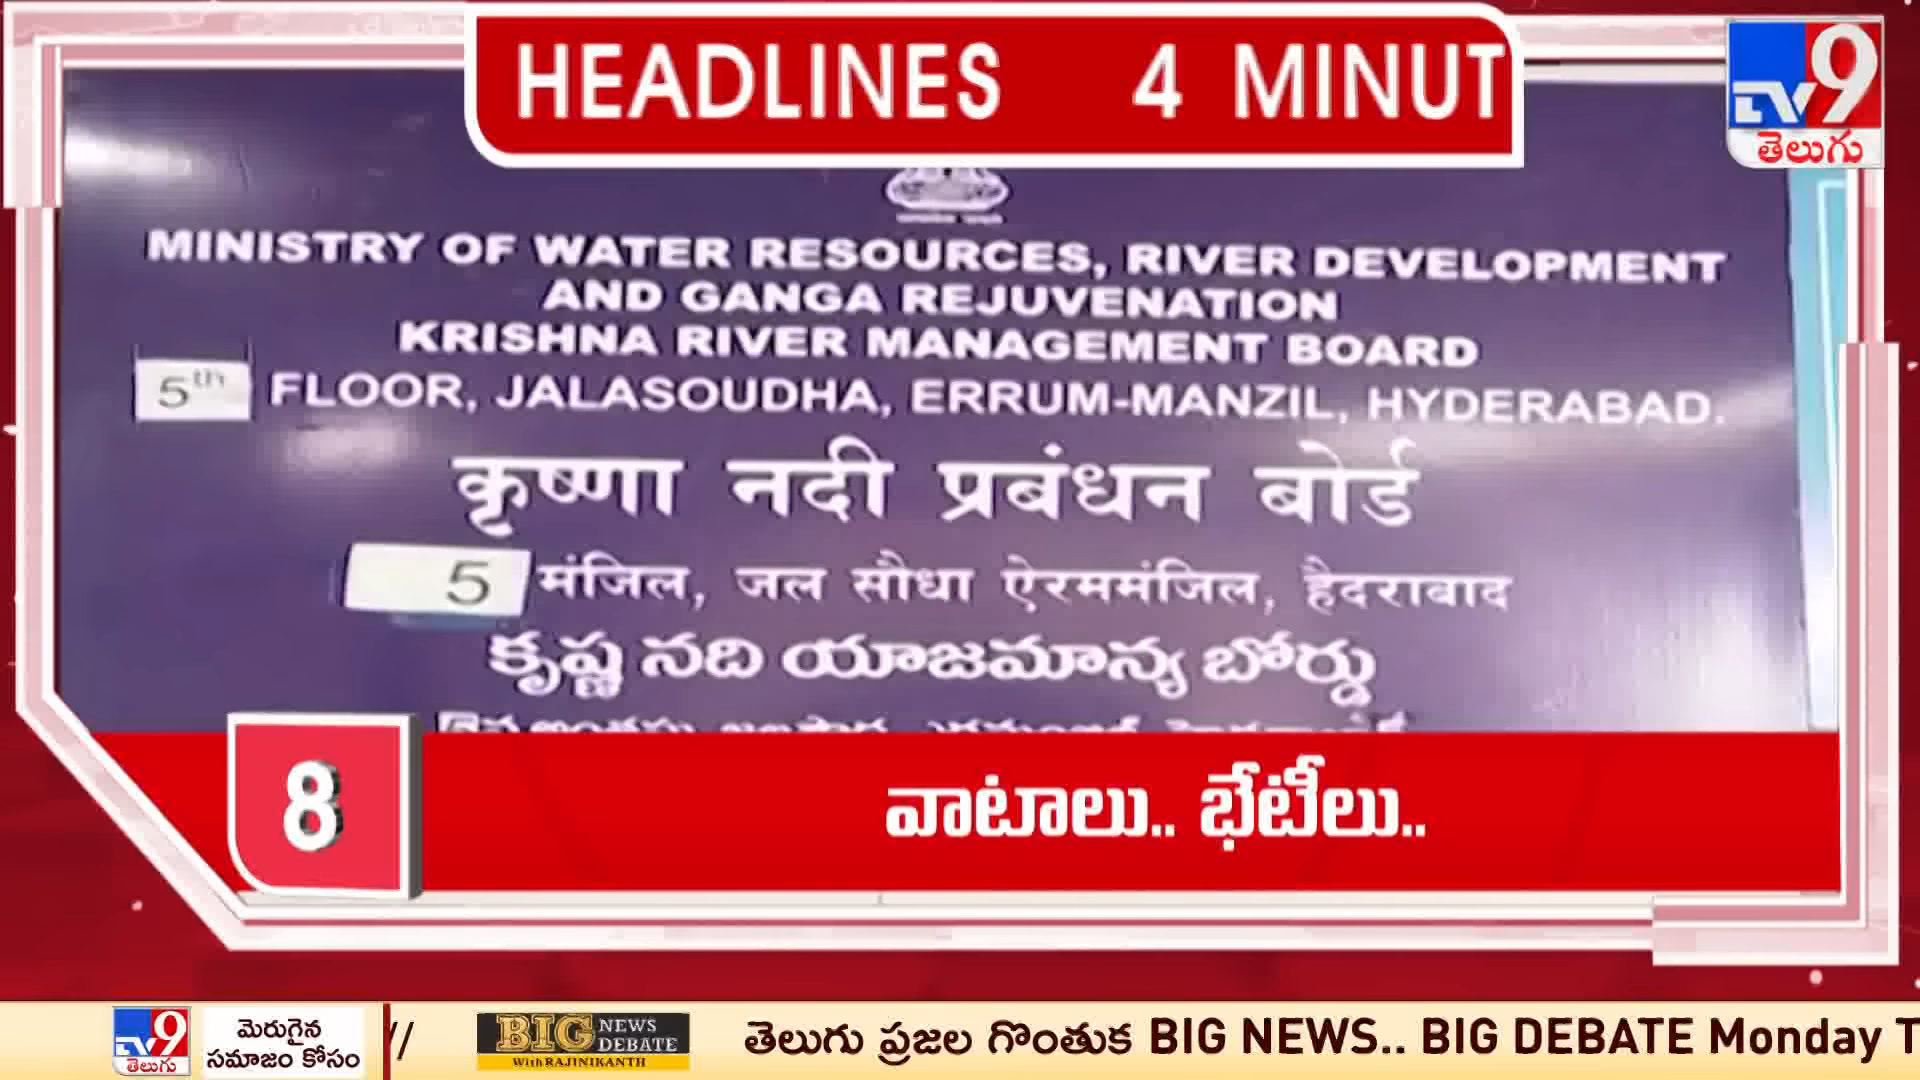 HEADLINES 4 MINUT
TV9
తెలుగు
MINISTRY OF WATER RESOURCES, RIVER DEVELOPMENT
AND GANGA REJUVENATION
KRISHNA RIVER MANAGEMENT BOARD
5th FLOOR, JALASOUDHA, ERRUM-MANZIL, HYDERABAD.
कृष्णा नदी प्रबंधन बोर्ड
5 मंजिल, जल सौधा ऐरममंजिल, हैदराबाद
కృష్ణ నది యాజమాన్య బోర్డు
8
వాటాలు.. భేటీలు..
TV9
తెలుగు
మెరుగైన
సమాజం కోసం
//
BIG NEWS
DEBATE
With RAJINIKANTH
తెలుగు ప్రజల గొంతుక BIG NEWS.. BIG DEBATE Monday T